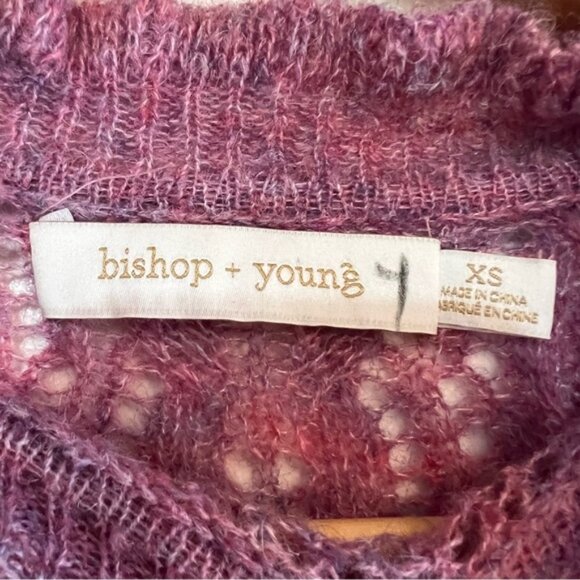 bishop + young
XS
MADE IN CHINA
FABRIQUÉ EN CHINE